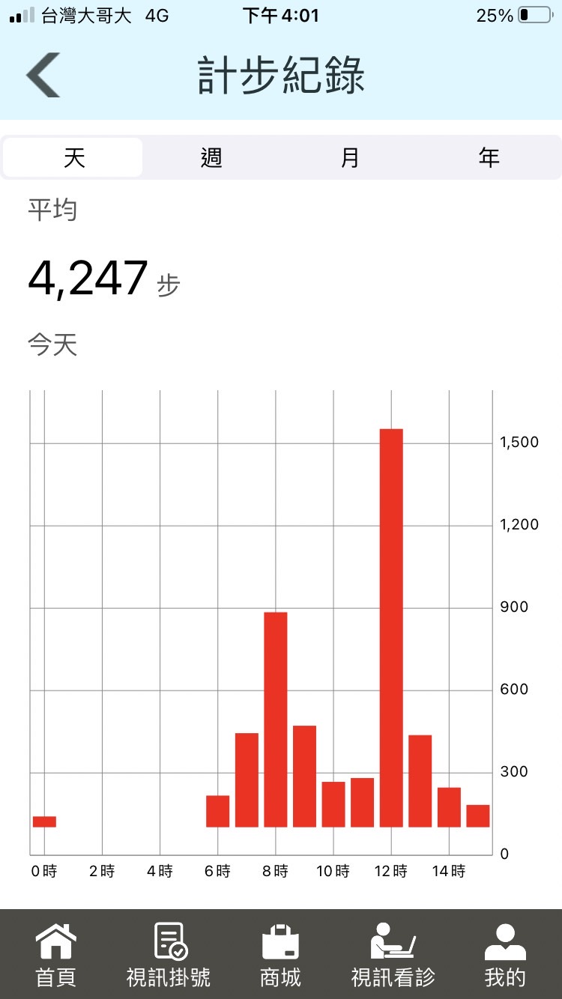 台灣大哥大 4G 下午4:01 25%
計步紀錄
天 週 月 年
平均
4,247 步
今天
1,500
1,200
900
600
300
0
0時 2時 4時 6時 8時 10時 12時 14時
首頁 視訊掛號 商城 視訊看診 我的